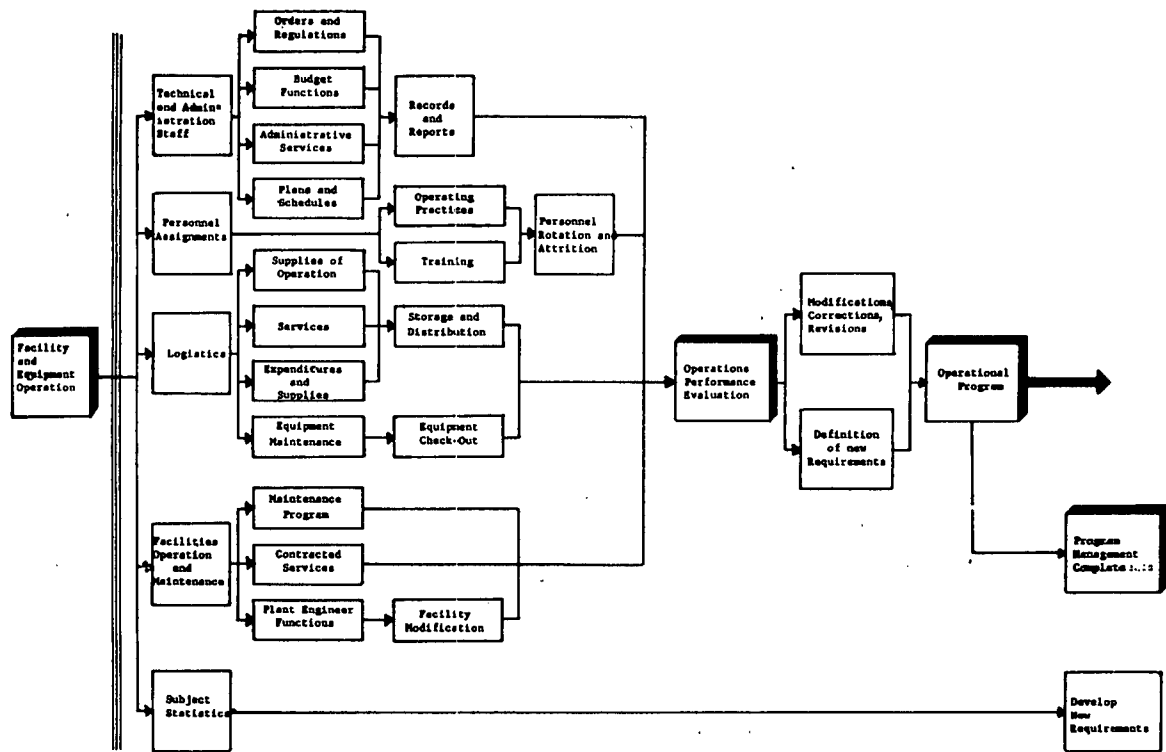 Orders and
Regulations
Technical
and Admin-
istration
Staff
Budget
Functions
Records
and
Reports
Administrative
Services
Plans and
Schedules
Personnel
Assignments
Operating
Practices
Personnel
Rotation and
Attrition
Training
Supplies of
Operation
Modifications,
Corrections,
Revisions
Services
Storage and
Distribution
Logistics
Facility
and
Equipment
Operation
Expenditures
and
Supplies
Operations
Performance
Evaluation
Operational
Program
Equipment
Maintenance
Equipment
Check-Out
Definition
of new
Requirements
Maintenance
Program
Facilities
Operation
and
Maintenance
Contracted
Services
Program
Management
Complete
Plant Engineer
Functions
Facility
Modification
Subject
Statistics
Develop
New
Requirements